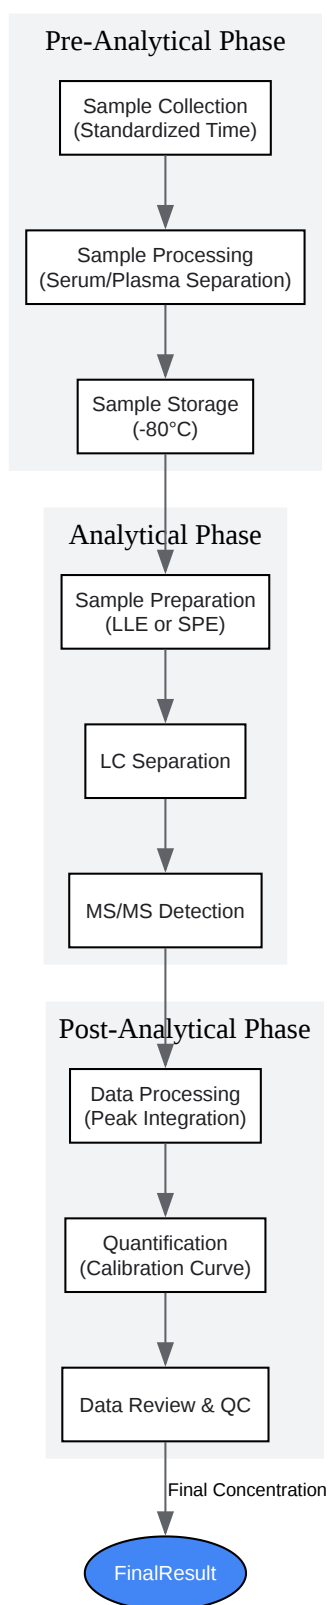 Pre-Analytical Phase
Sample Collection
(Standardized Time)
Sample Processing
(Serum/Plasma Separation)
Sample Storage
(-80°C)
Analytical Phase
Sample Preparation
(LLE or SPE)
LC Separation
MS/MS Detection
Post-Analytical Phase
Data Processing
(Peak Integration)
Quantification
(Calibration Curve)
Data Review & QC
Final Concentration
FinalResult